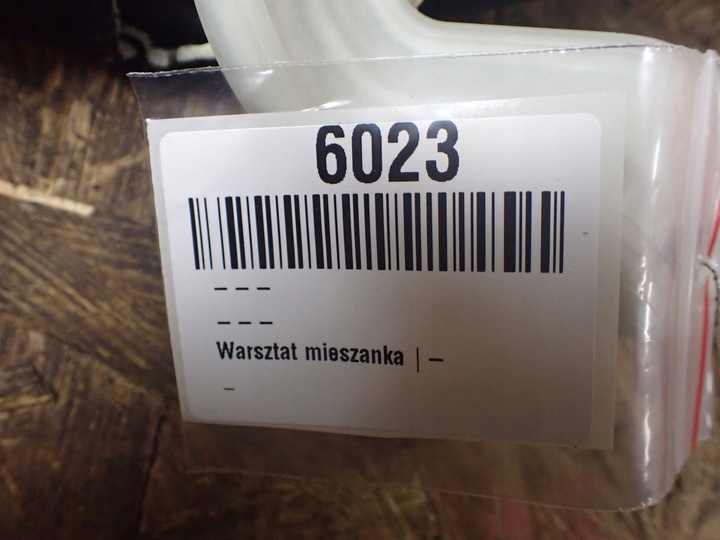 6023
– – –
– – –
Warsztat mieszanka | –
–